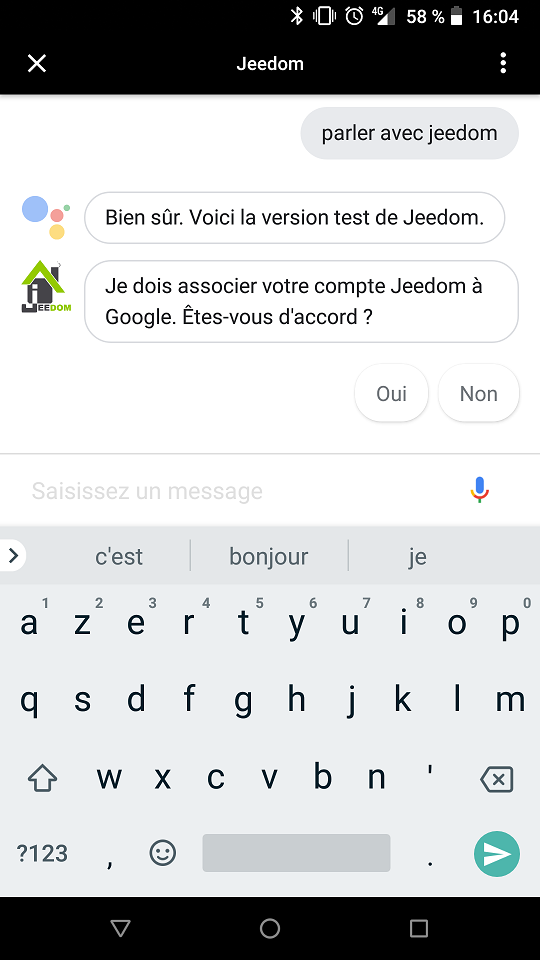 4G 58 % 16:04
Jeedom
parler avec jeedom
Bien sûr. Voici la version test de Jeedom.
JEEDOM
Je dois associer votre compte Jeedom à
Google. Êtes-vous d'accord ?
Oui Non
Saisissez un message
c'est bonjour je
1 2 3 4 5 6 7 8 9 0
a z e r t y u i o p
q s d f g h j k l m
w x c v b n '
?123 , .